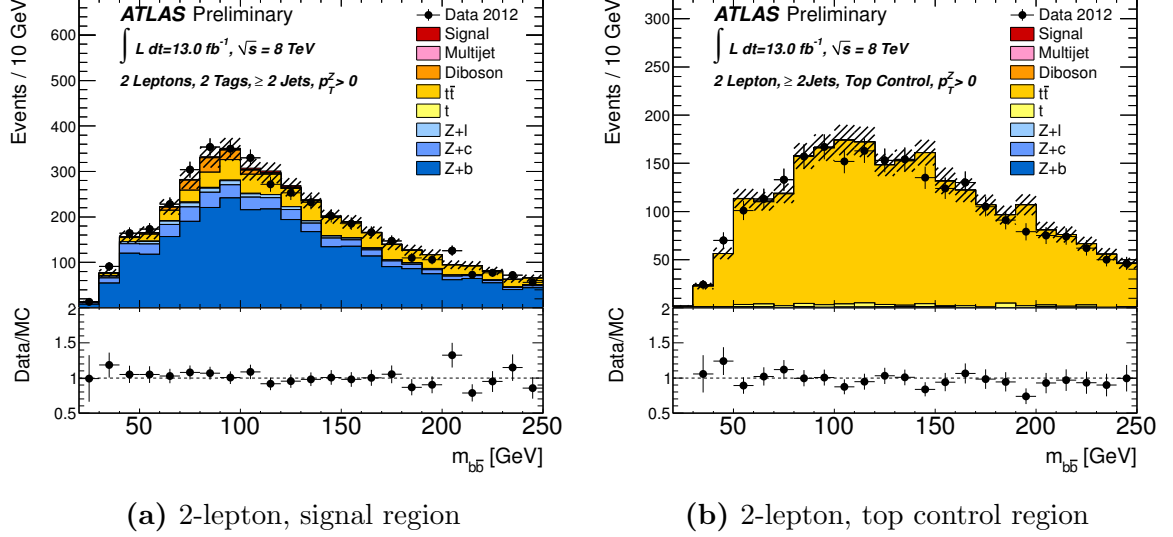 ATLAS Preliminary
∫ L dt=13.0 fb⁻¹, √s = 8 TeV
2 Leptons, 2 Tags, ≥ 2 Jets, p_T^Z > 0
Data 2012
Signal
Multijet
Diboson
tt̄
t
Z+l
Z+c
Z+b
Events / 10 GeV
600
500
400
300
200
100
2
Data/MC
1.5
1
0.5
50 100 150 200 250
m_bb̄ [GeV]
(a) 2-lepton, signal region
ATLAS Preliminary
∫ L dt=13.0 fb⁻¹, √s = 8 TeV
2 Lepton, ≥ 2Jets, Top Control, p_T^Z > 0
Data 2012
Signal
Multijet
Diboson
tt̄
t
Z+l
Z+c
Z+b
Events / 10 GeV
300
250
200
150
100
50
2
Data/MC
1.5
1
0.5
50 100 150 200 250
m_bb̄ [GeV]
(b) 2-lepton, top control region